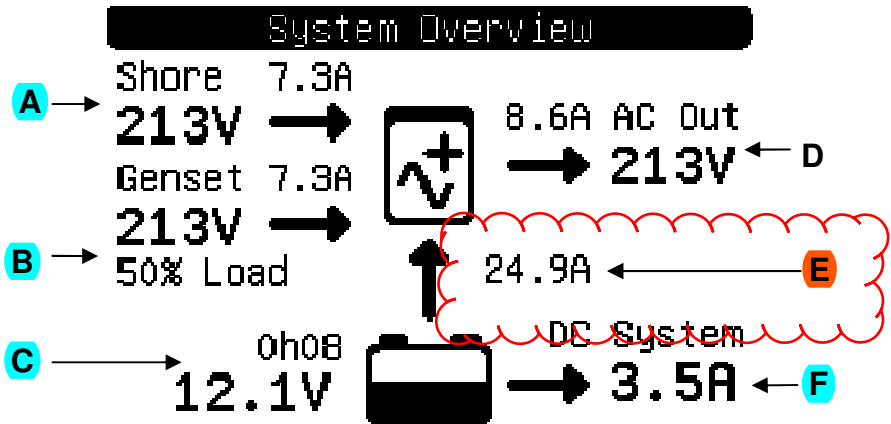 System Overview
Shore 7.3A
A
213V
8.6A AC Out
213V
D
Genset 7.3A
213V
B
50% Load
24.9A
E
0h08
DC System
C
12.1V
3.5A
F